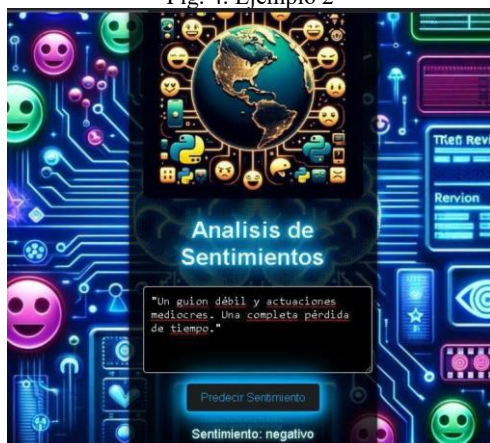 Fig. 4. Ejemplo 2
Analisis de
Sentimientos
"Un guion débil y actuaciones
mediocres. Una completa pérdida
de tiempo."
Predecir Sentimiento
Sentimiento: negativo
Rervion